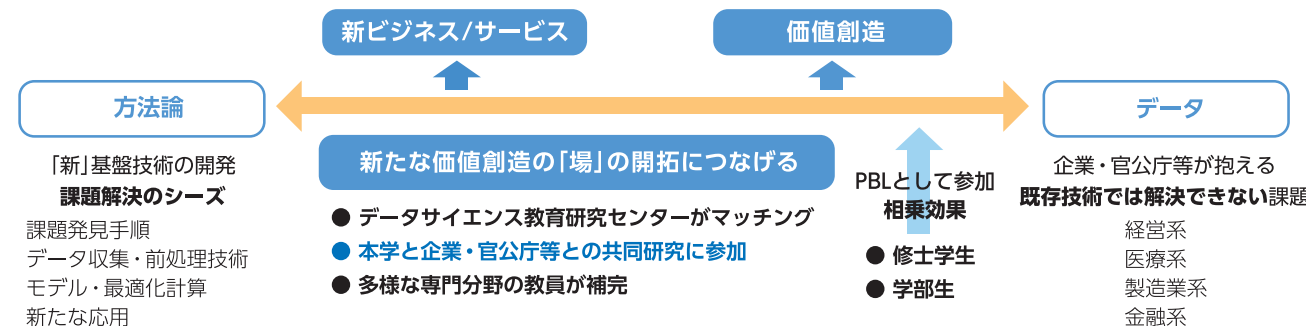 新ビジネス/サービス
価値創造
方法論
「新」基盤技術の開発
課題解決のシーズ
課題発見手順
データ収集・前処理技術
モデル・最適化計算
新たな応用
新たな価値創造の「場」の開拓につなげる
● データサイエンス教育研究センターがマッチング
● 本学と企業・官公庁等との共同研究に参加
● 多様な専門分野の教員が補完
PBLとして参加
相乗効果
● 修士学生
● 学部生
データ
企業・官公庁等が抱える
既存技術では解決できない課題
経営系
医療系
製造業系
金融系